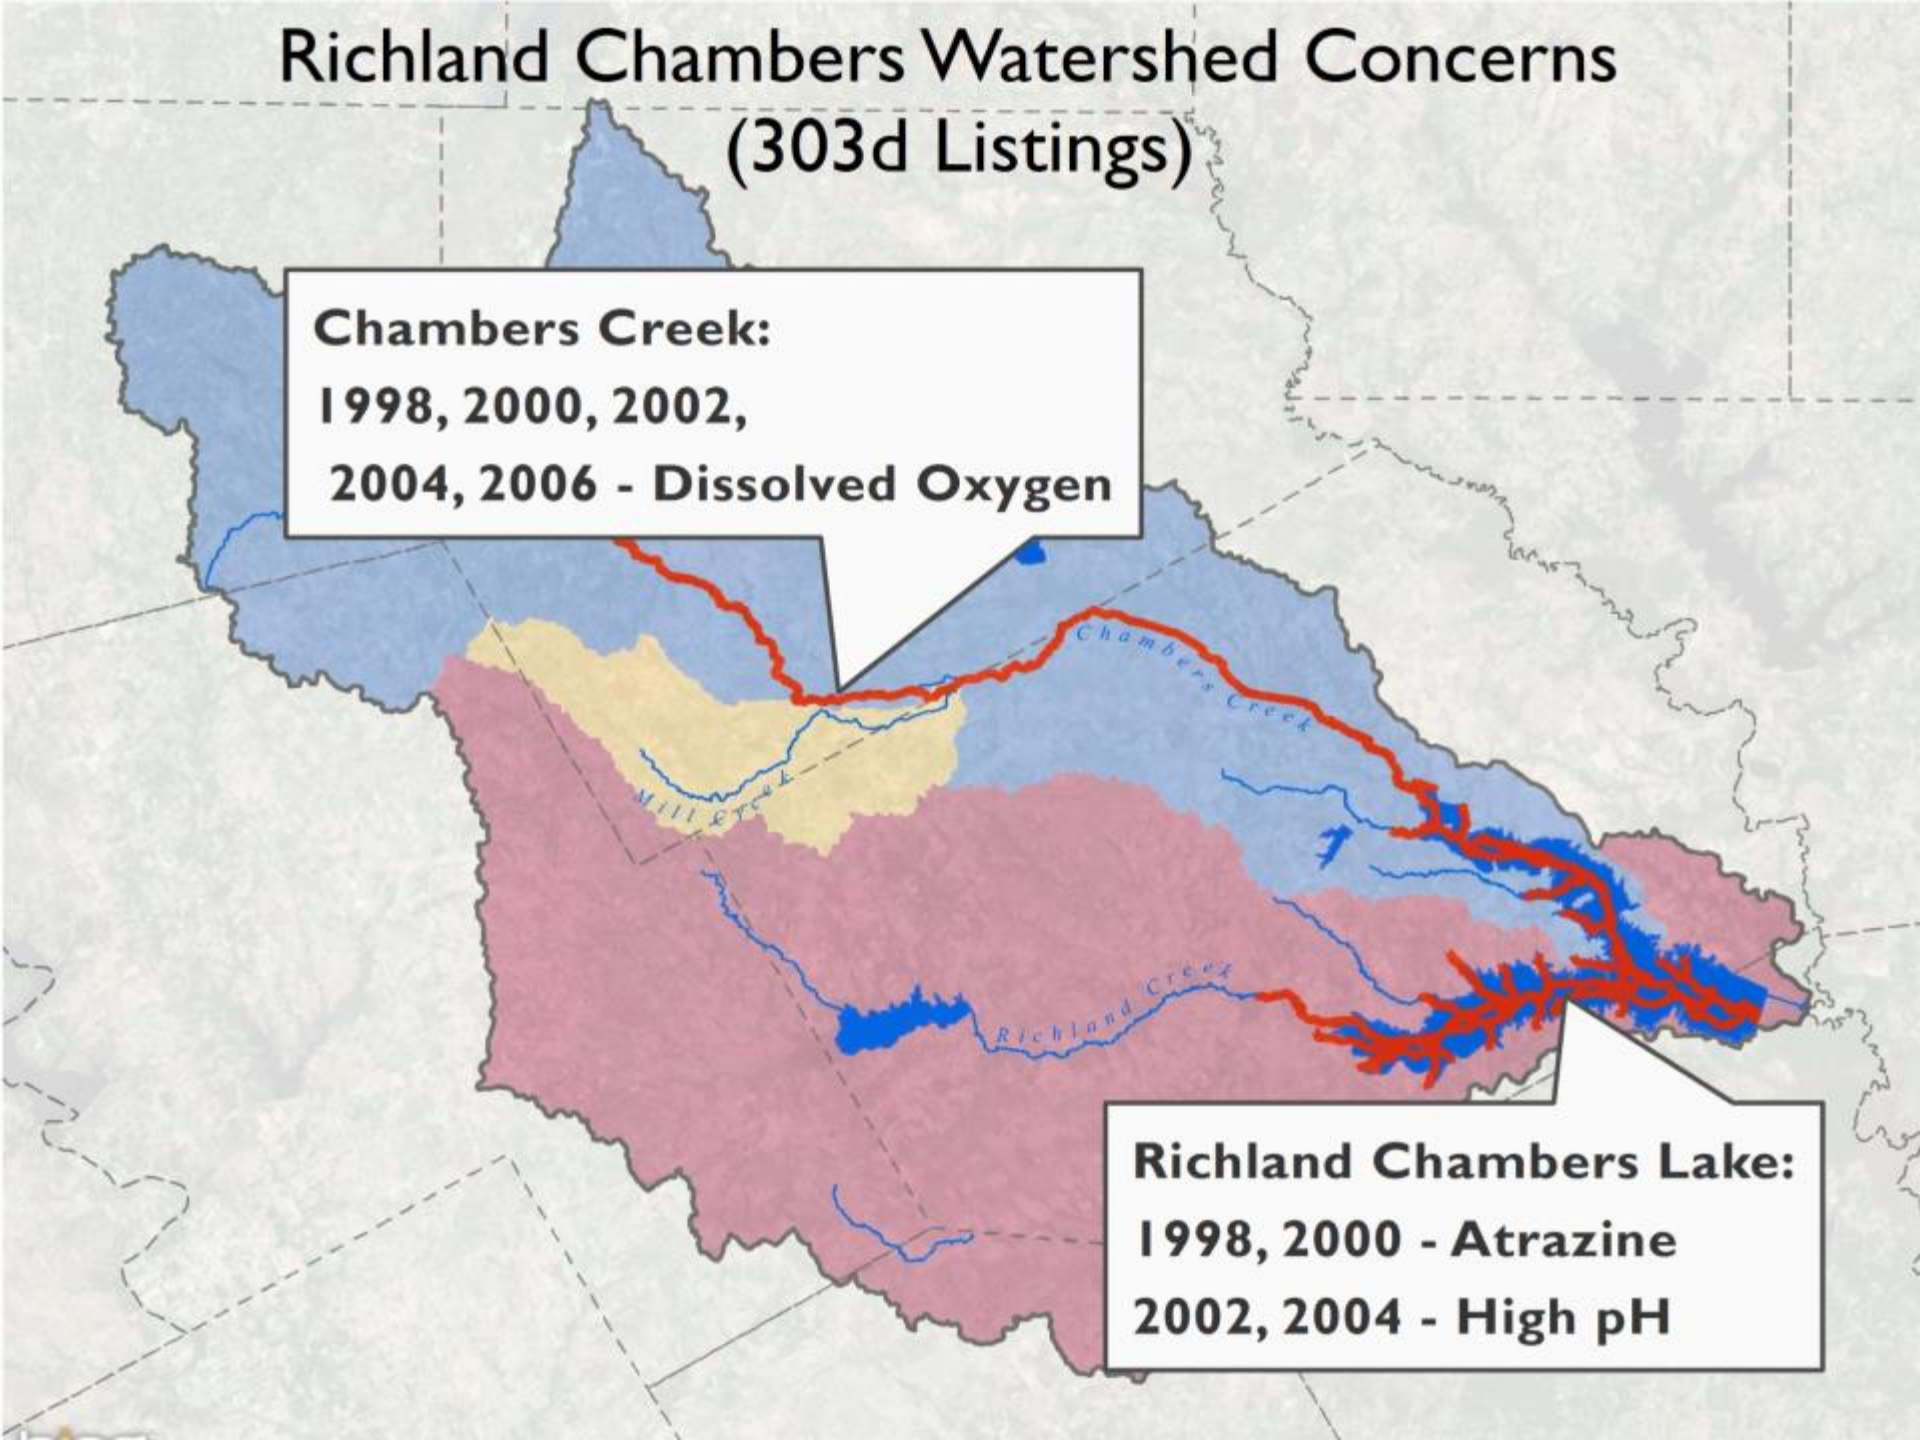 Richland Chambers Watershed Concerns
(303d Listings)
Chambers Creek:
1998, 2000, 2002,
2004, 2006 - Dissolved Oxygen
Chambers Creek
Mill Creek
Richland Creek
Richland Chambers Lake:
1998, 2000 - Atrazine
2002, 2004 - High pH